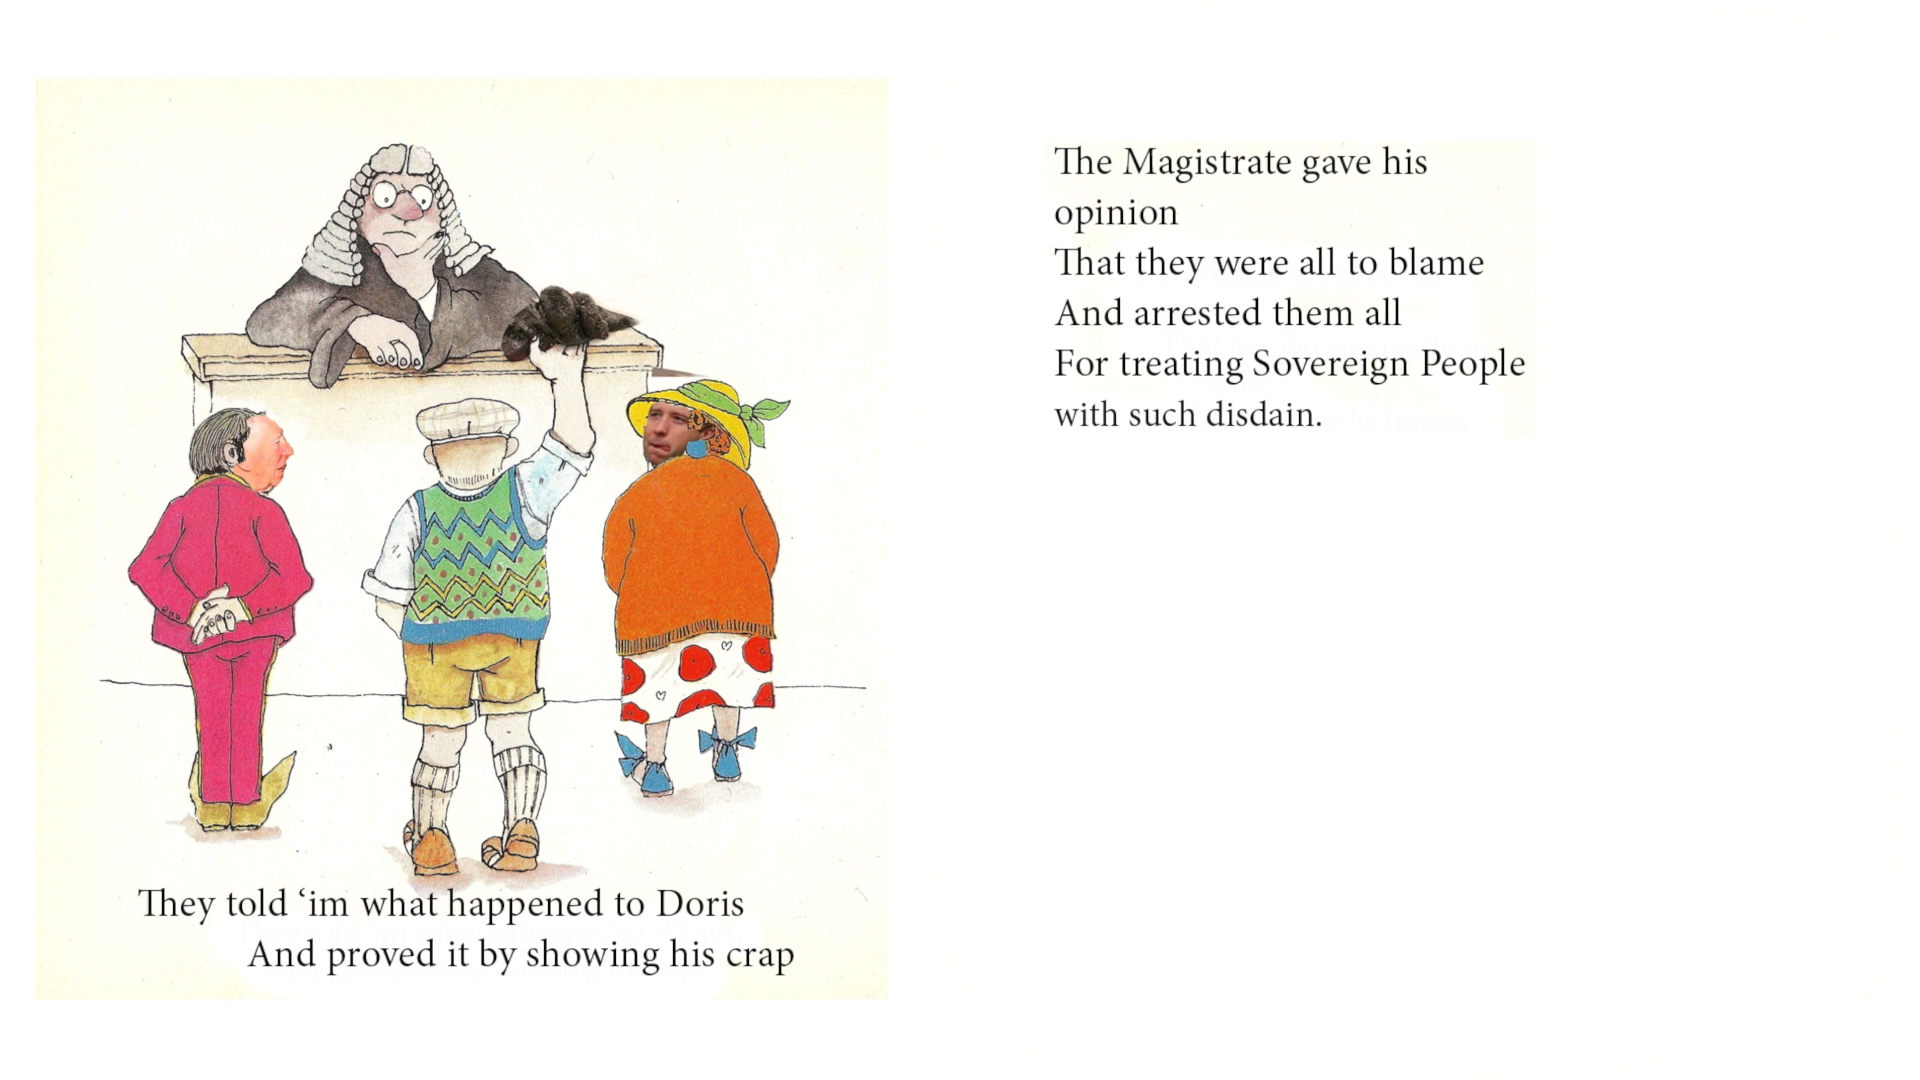 They told ‘im what happened to Doris
And proved it by showing his crap
The Magistrate gave his
opinion
That they were all to blame
And arrested them all
For treating Sovereign People
with such disdain.